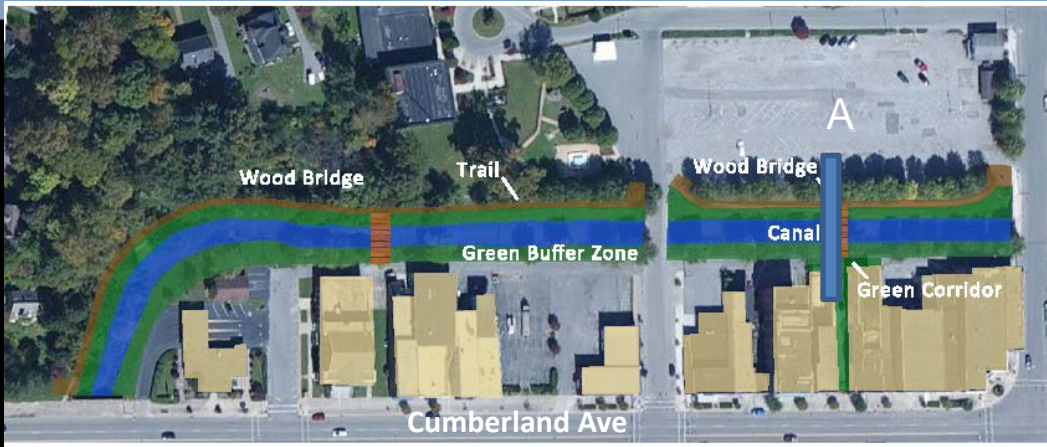 A
Wood Bridge
Trail
Wood Bridge
Canal
Green Buffer Zone
Green Corridor
Cumberland Ave